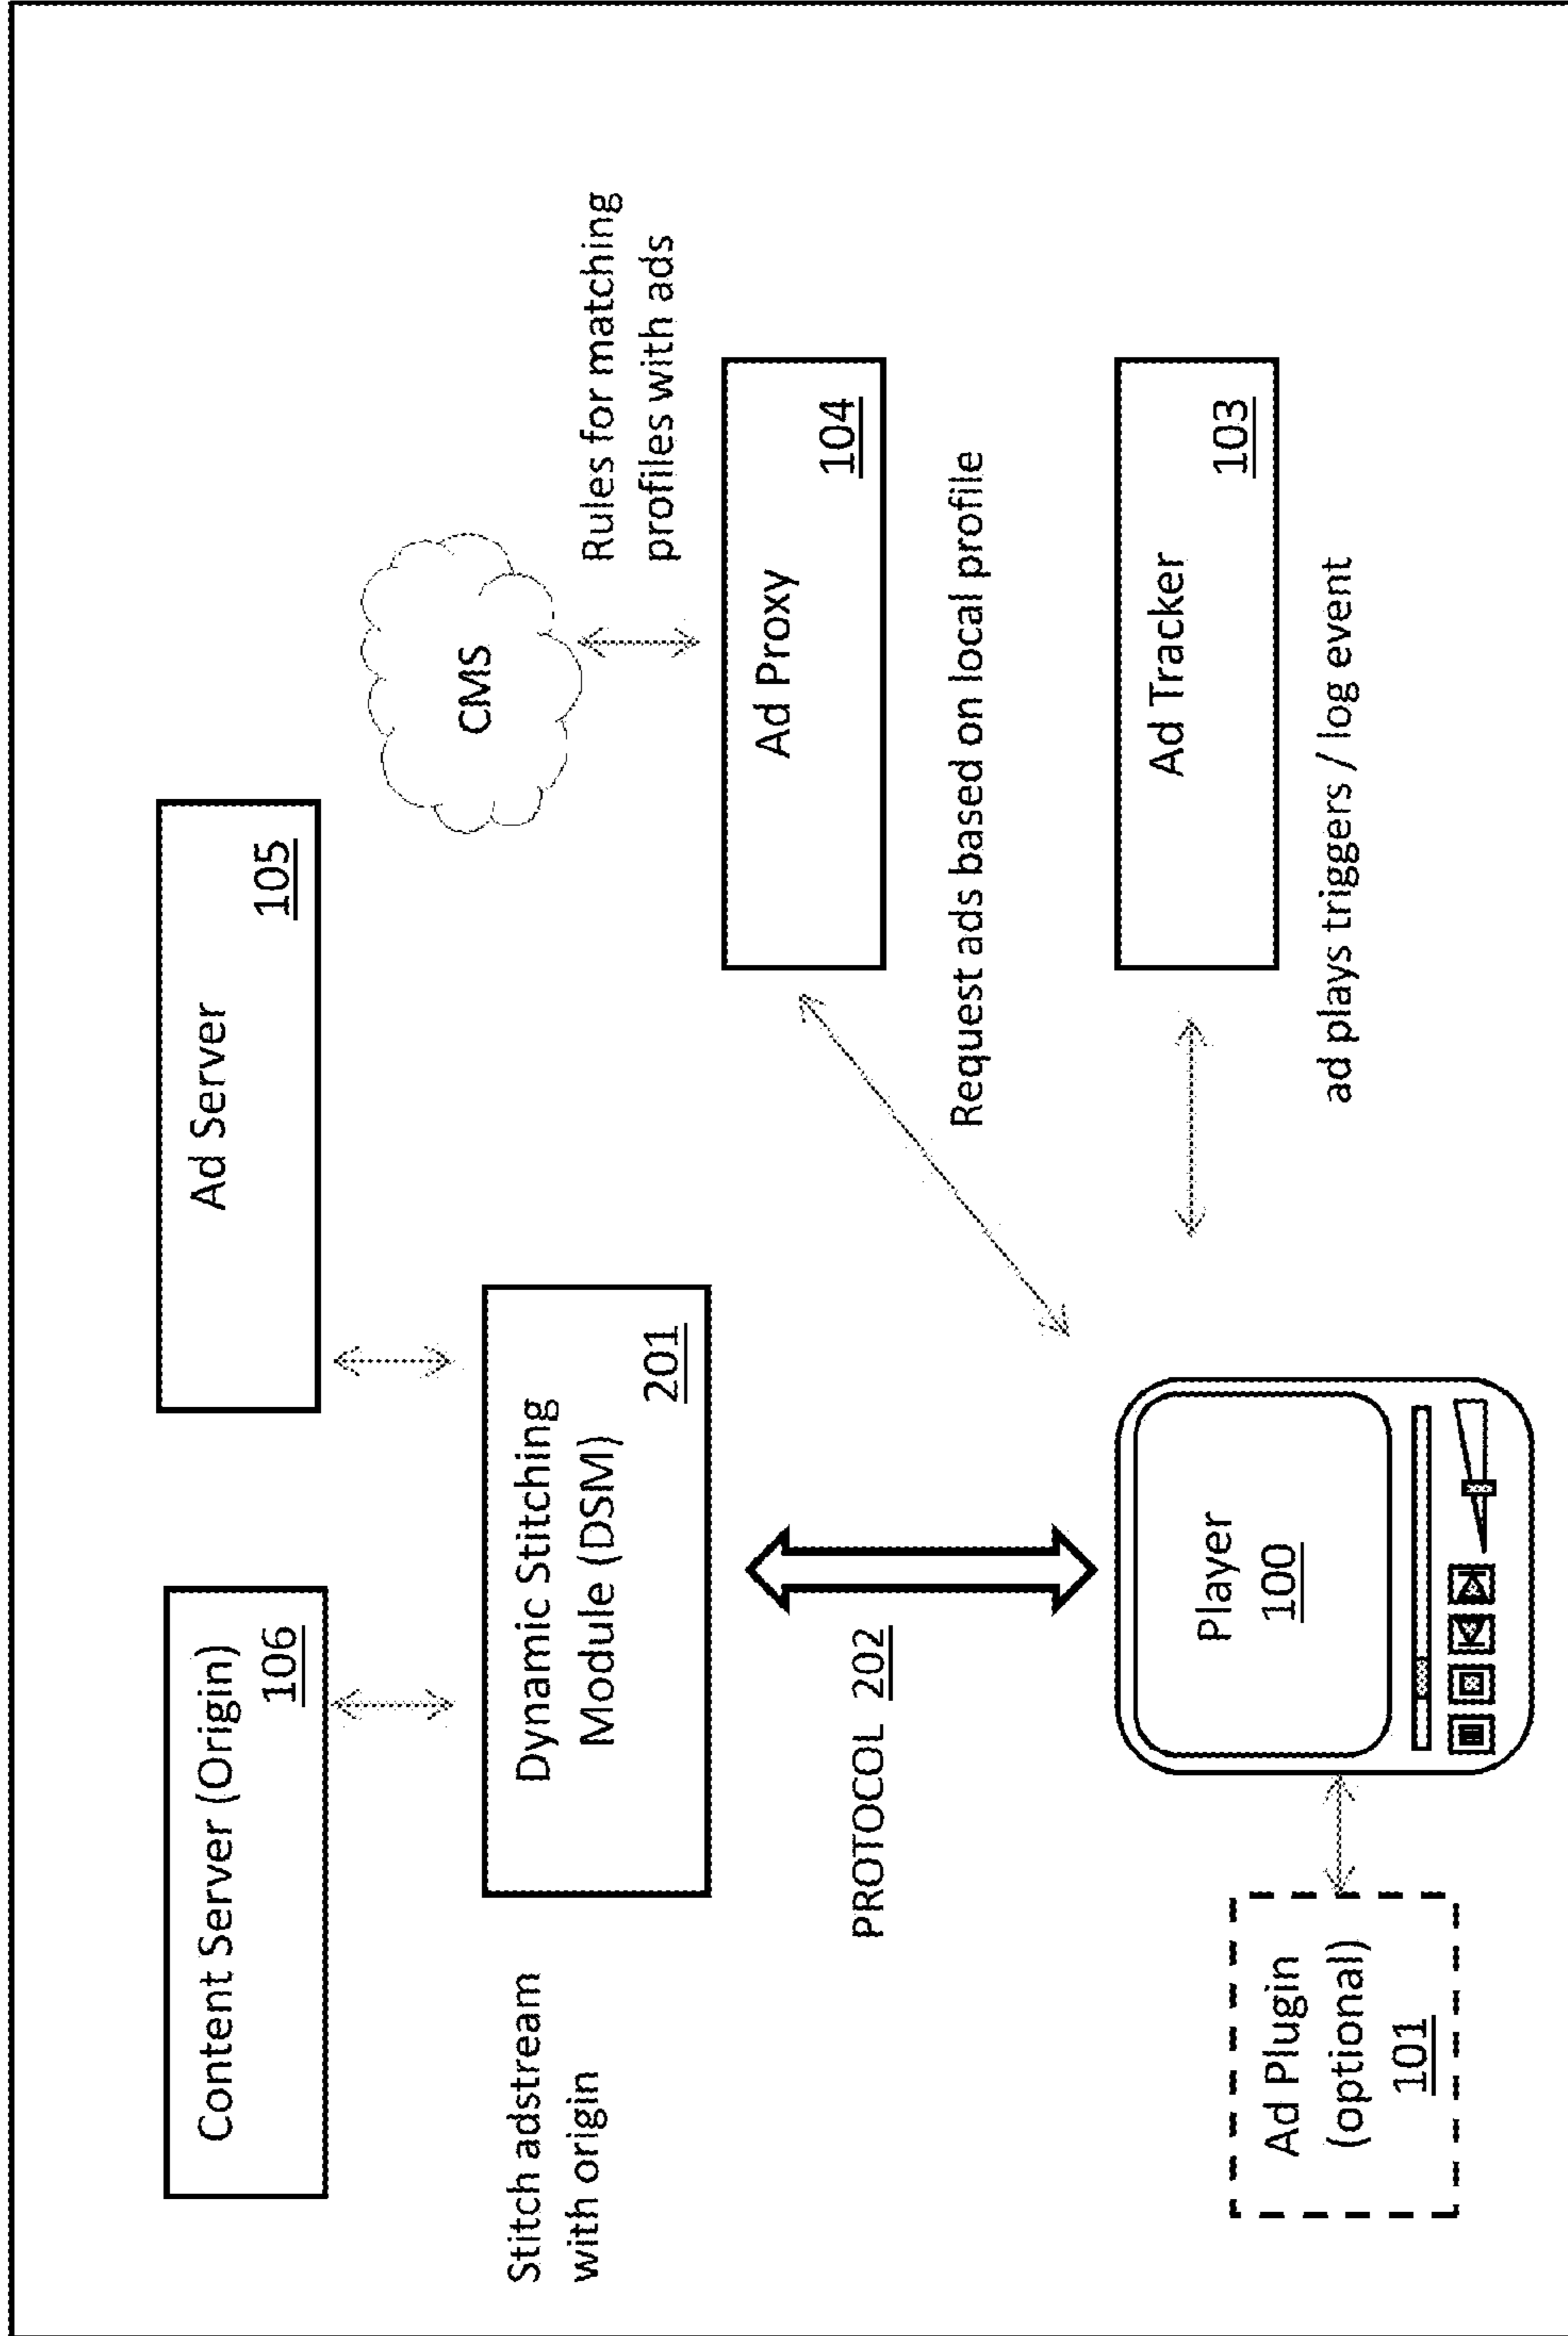 Content Server (Origin)
106
Ad Server
105
Stitch adstream
with origin
Dynamic Stitching
Module (DSM)
201
CMS
Rules for matching
profiles with ads
PROTOCOL 202
Ad Proxy
104
Request ads based on local profile
Ad Plugin
(optional)
101
Player
100
Ad Tracker
103
ad plays triggers / log event